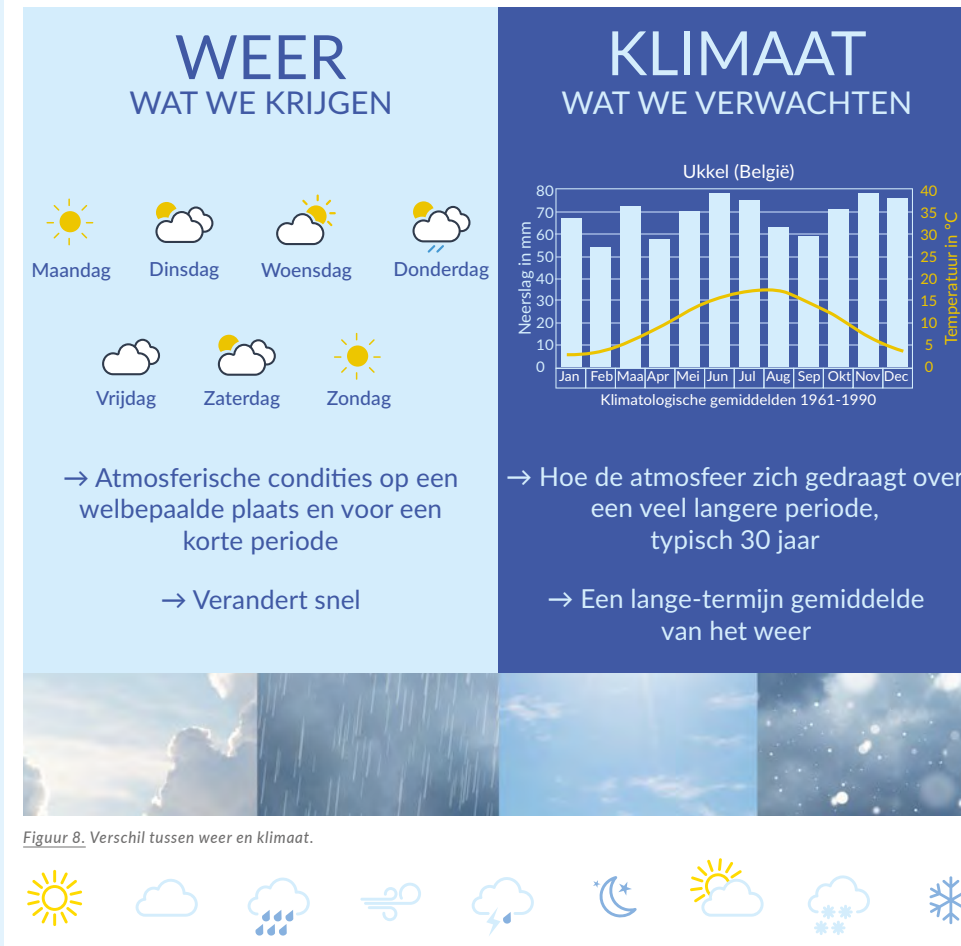 WEER
WAT WE KRIJGEN
Maandag Dinsdag Woensdag Donderdag
Vrijdag Zaterdag Zondag
→ Atmosferische condities op een
welbepaalde plaats en voor een
korte periode
→ Verandert snel
KLIMAAT
WAT WE VERWACHTEN
Ukkel (België)
Neerslag in mm
80
70
60
50
40
30
20
10
0
40
35
30
25
20
15
10
5
0
Temperatuur in °C
Jan Feb Maa Apr Mei Jun Jul Aug Sep Okt Nov Dec
Klimatologische gemiddelden 1961-1990
→ Hoe de atmosfeer zich gedraagt over
een veel langere periode,
typisch 30 jaar
→ Een lange-termijn gemiddelde
van het weer
Figuur 8. Verschil tussen weer en klimaat.